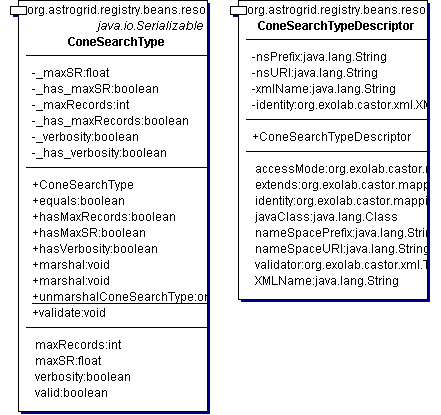 org.astrogrid.registry.beans.reso
java.io.Serializable
ConeSearchType
-_maxSR:float
-_has_maxSR:boolean
-_maxRecords:int
-_has_maxRecords:boolean
-_verbosity:boolean
-_has_verbosity:boolean
+ConeSearchType
+equals:boolean
+hasMaxRecords:boolean
+hasMaxSR:boolean
+hasVerbosity:boolean
+marshal:void
+marshal:void
+unmarshalConeSearchType:or
+validate:void
maxRecords:int
maxSR:float
verbosity:boolean
valid:boolean
org.astrogrid.registry.beans.reso
ConeSearchTypeDescriptor
-nsPrefix:java.lang.String
-nsURI:java.lang.String
-xmlName:java.lang.String
-identity:org.exolab.castor.xml.XM
+ConeSearchTypeDescriptor
accessMode:org.exolab.castor.m
extends:org.exolab.castor.mapp
identity:org.exolab.castor.mappi
javaClass:java.lang.Class
nameSpacePrefix:java.lang.Strin
nameSpaceURI:java.lang.String
validator:org.exolab.castor.xml.T
XMLName:java.lang.String